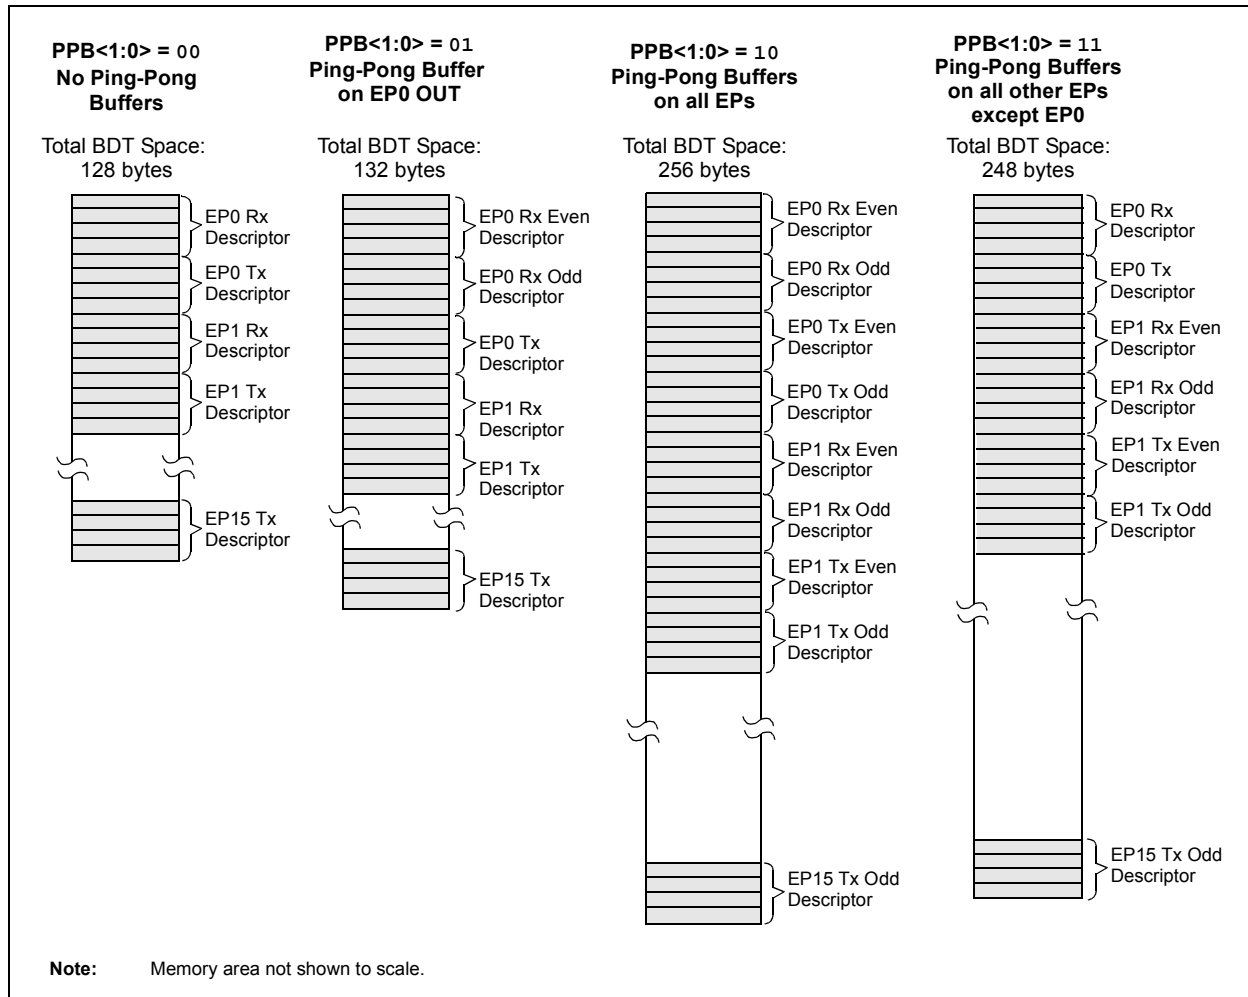 PPB<1:0> = 00
No Ping-Pong
Buffers
Total BDT Space:
128 bytes
EP0 Rx
Descriptor
EP0 Tx
Descriptor
EP1 Rx
Descriptor
EP1 Tx
Descriptor
EP15 Tx
Descriptor
PPB<1:0> = 01
Ping-Pong Buffer
on EP0 OUT
Total BDT Space:
132 bytes
EP0 Rx Even
Descriptor
EP0 Rx Odd
Descriptor
EP0 Tx
Descriptor
EP1 Rx
Descriptor
EP1 Tx
Descriptor
EP15 Tx
Descriptor
PPB<1:0> = 10
Ping-Pong Buffers
on all EPs
Total BDT Space:
256 bytes
EP0 Rx Even
Descriptor
EP0 Rx Odd
Descriptor
EP0 Tx Even
Descriptor
EP0 Tx Odd
Descriptor
EP1 Rx Even
Descriptor
EP1 Rx Odd
Descriptor
EP1 Tx Even
Descriptor
EP1 Tx Odd
Descriptor
EP15 Tx Odd
Descriptor
PPB<1:0> = 11
Ping-Pong Buffers
on all other EPs
except EP0
Total BDT Space:
248 bytes
EP0 Rx
Descriptor
EP0 Tx
Descriptor
EP1 Rx Even
Descriptor
EP1 Rx Odd
Descriptor
EP1 Tx Even
Descriptor
EP1 Tx Odd
Descriptor
EP15 Tx Odd
Descriptor
Note: Memory area not shown to scale.